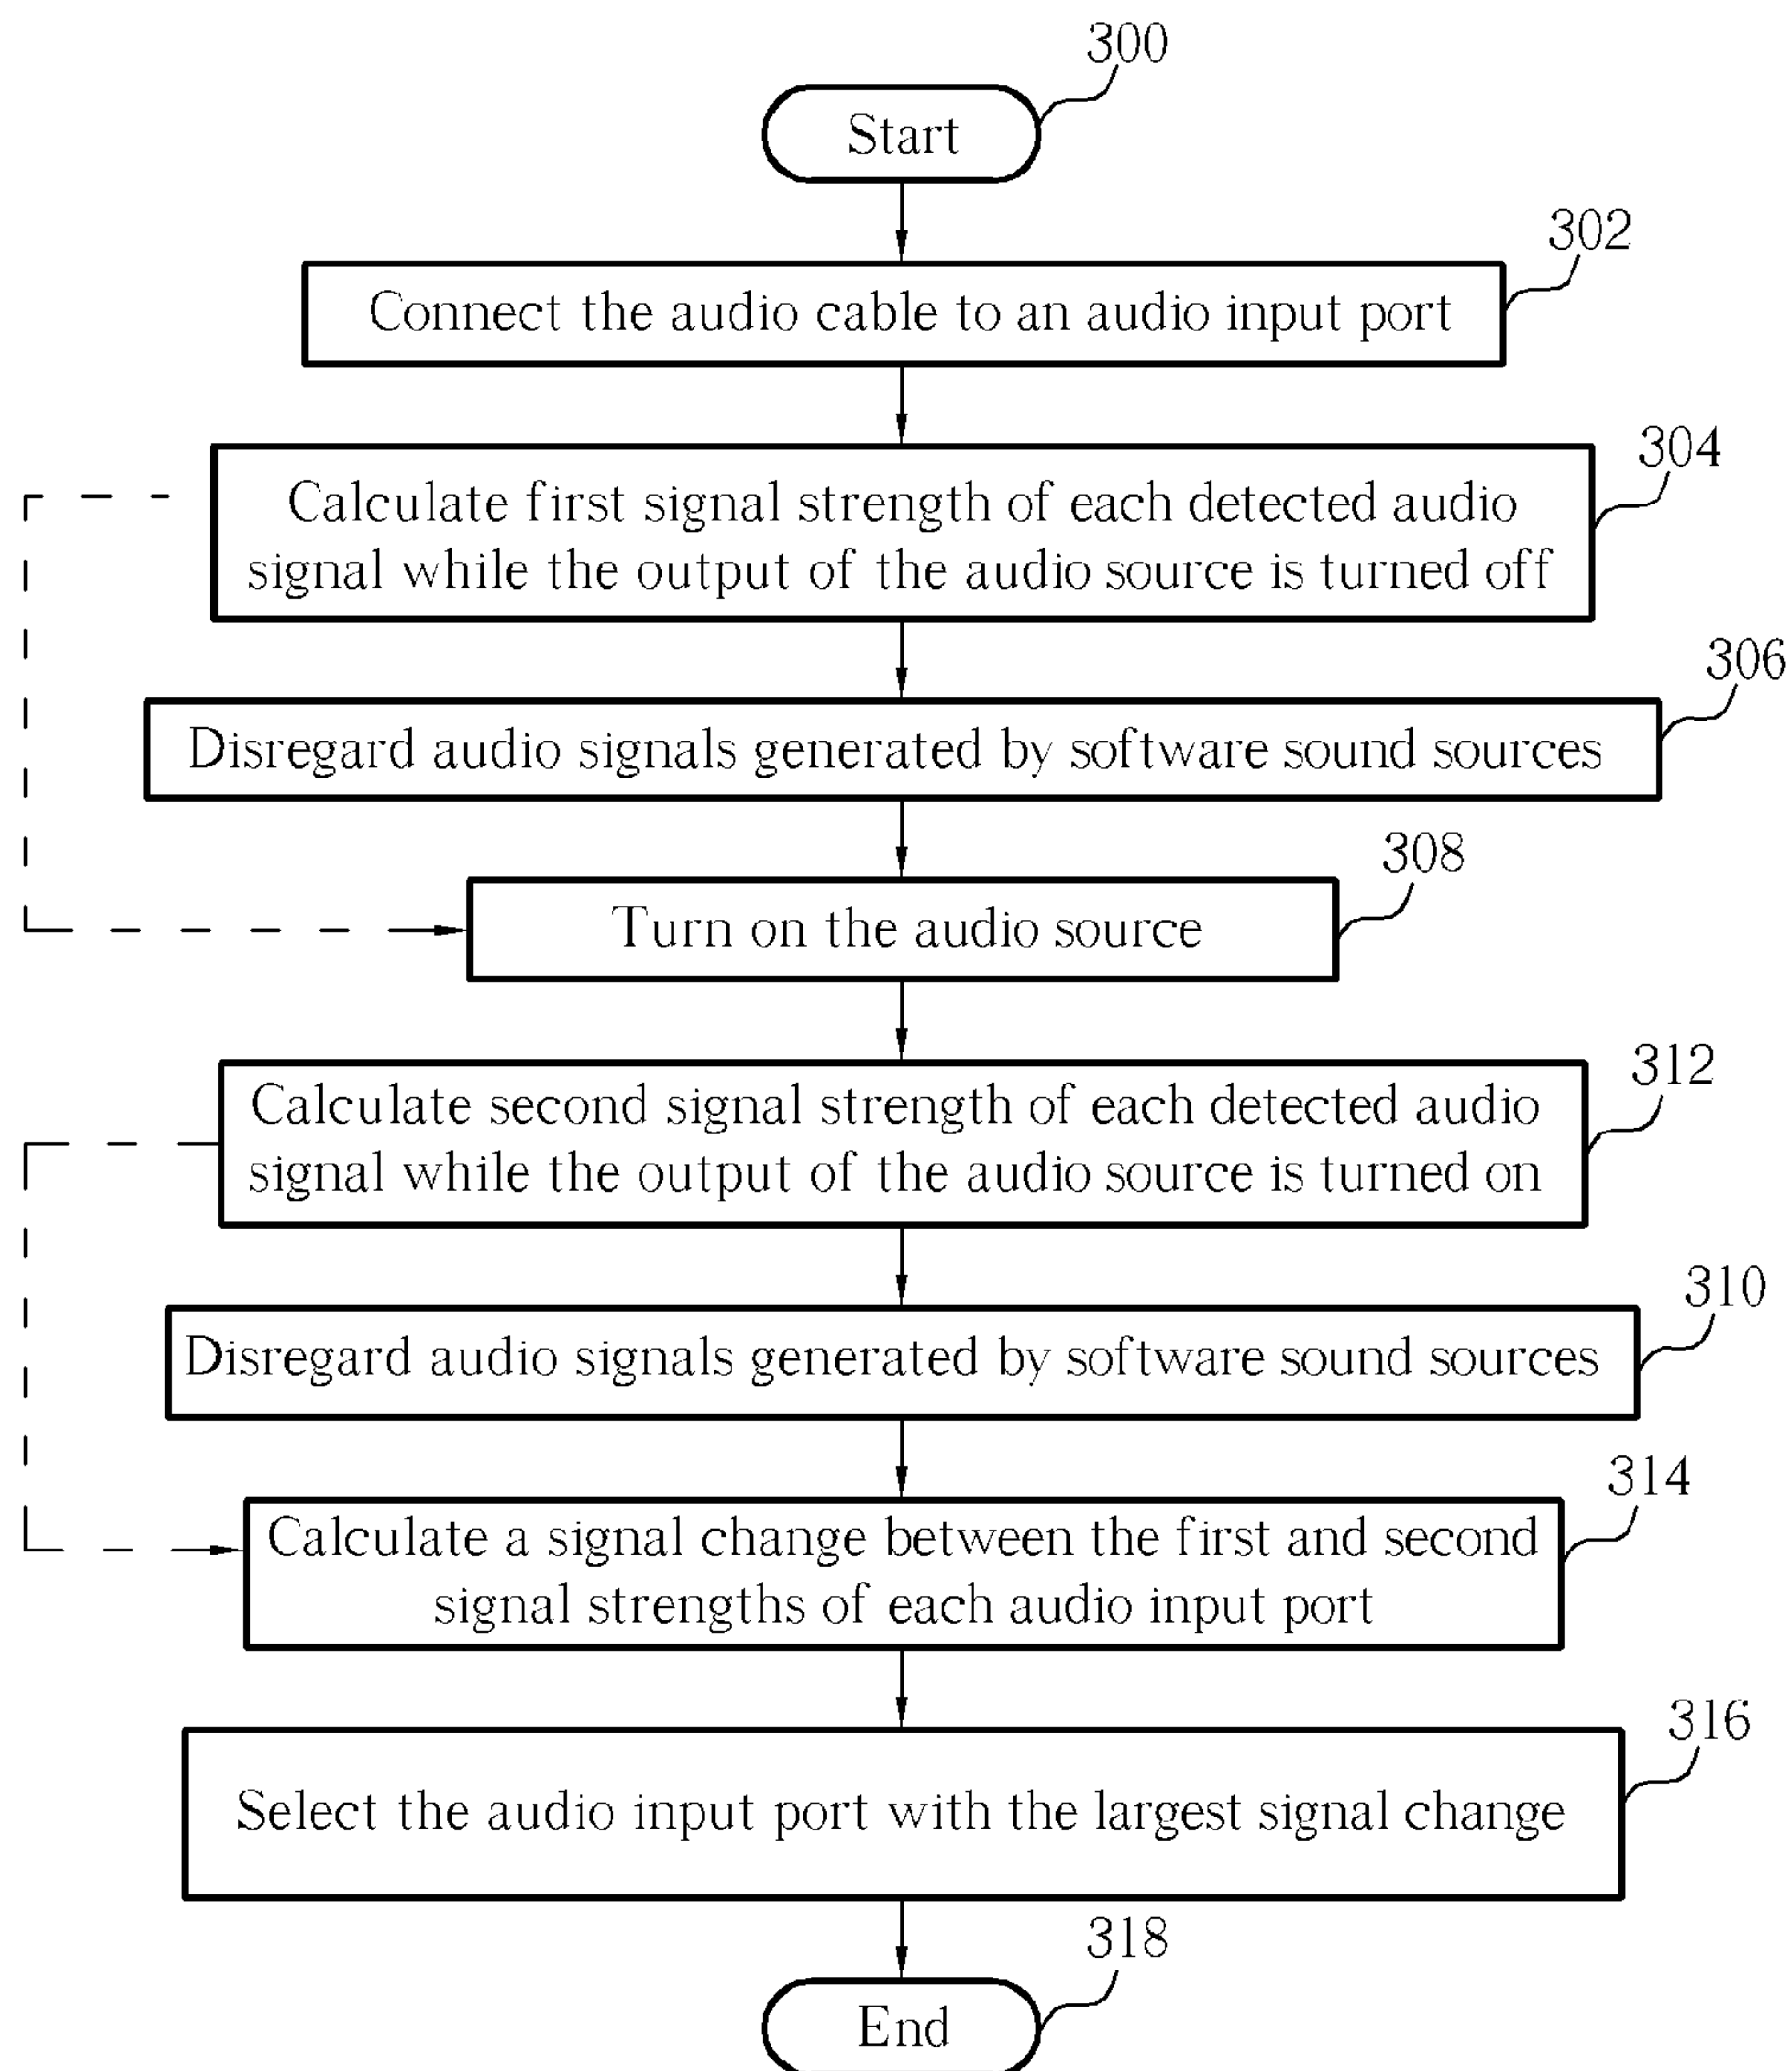 300
Start
302
Connect the audio cable to an audio input port
304
Calculate first signal strength of each detected audio
signal while the output of the audio source is turned off
306
Disregard audio signals generated by software sound sources
308
Turn on the audio source
312
Calculate second signal strength of each detected audio
signal while the output of the audio source is turned on
310
Disregard audio signals generated by software sound sources
314
Calculate a signal change between the first and second
signal strengths of each audio input port
316
Select the audio input port with the largest signal change
318
End